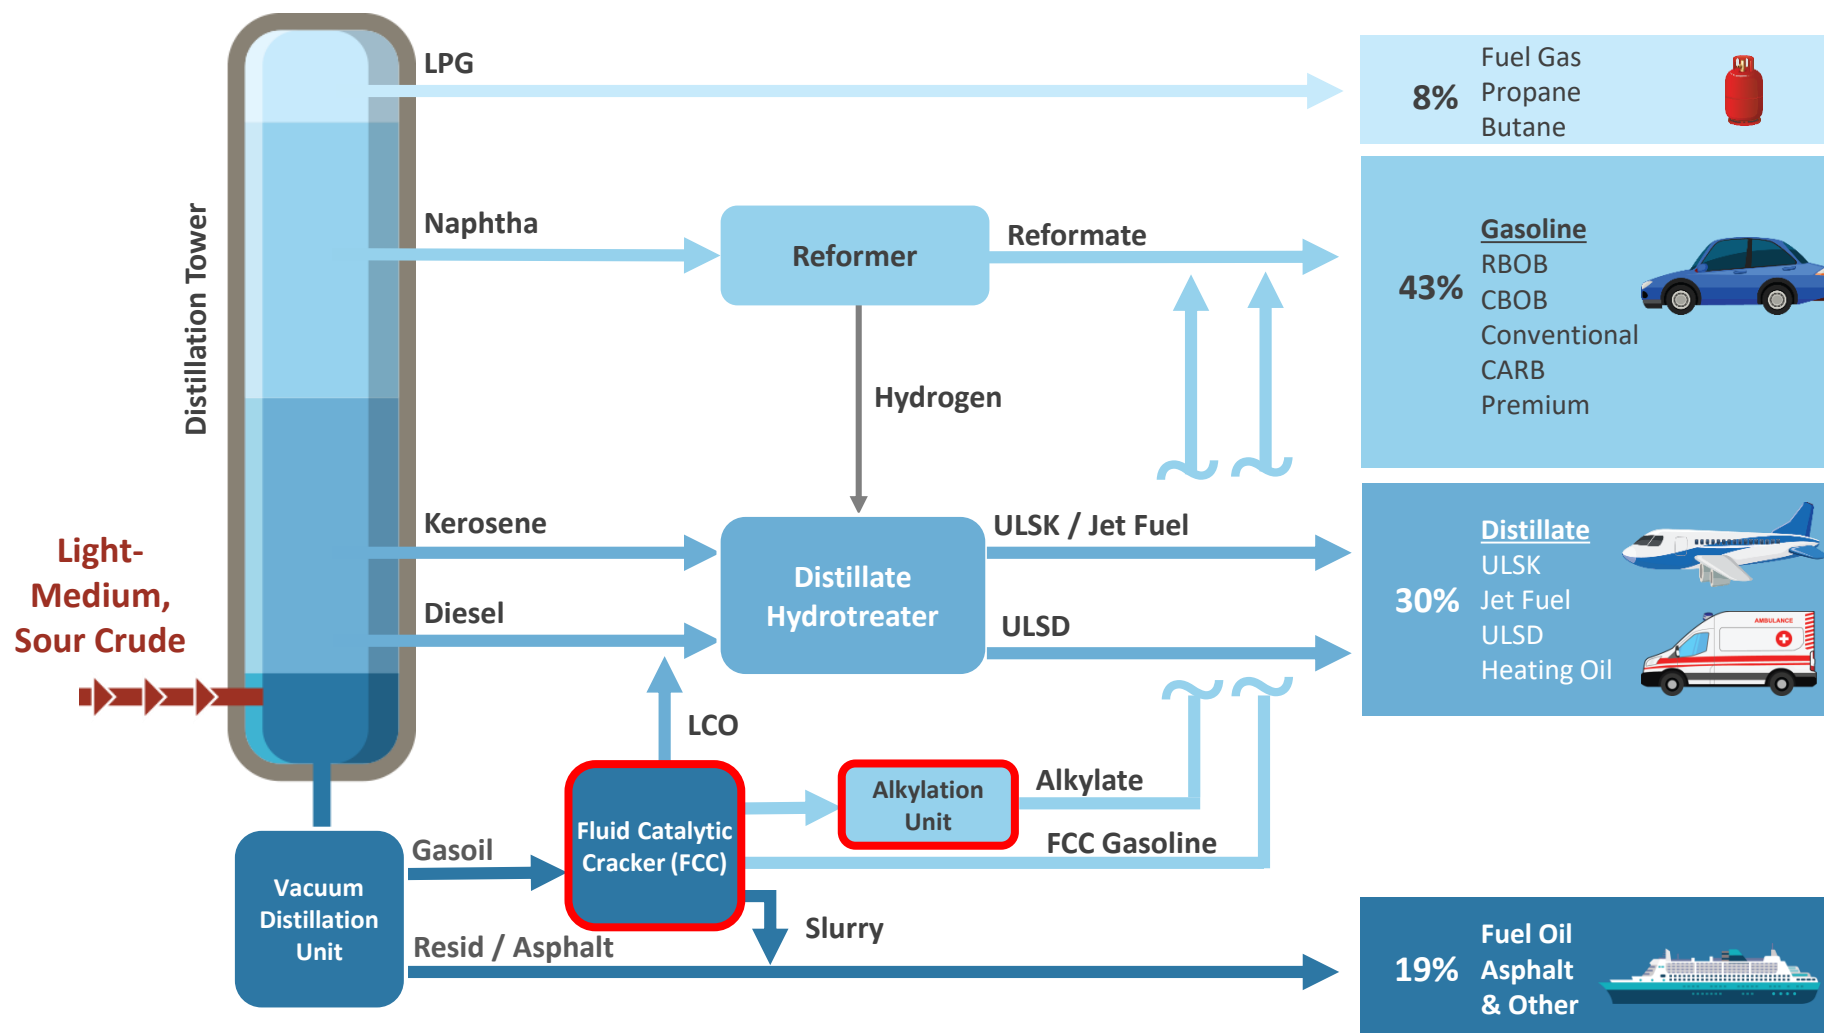 LPG
Fuel Gas
8%
Propane
Butane
Distillation Tower
Naphtha
Reformer
Reformate
Gasoline
RBOB
43%
CBOB
Conventional
CARB
Premium
Hydrogen
Kerosene
ULSK / Jet Fuel
Distillate
ULSK
30%
Jet Fuel
ULSD
Heating Oil
AMBULANCE
Light-
Medium,
Sour Crude
Distillate
Hydrotreater
Diesel
ULSD
LCO
Fluid Catalytic
Cracker (FCC)
Alkylation
Unit
Alkylate
FCC Gasoline
Gasoil
Vacuum
Distillation
Unit
Slurry
Resid / Asphalt
19%
Fuel Oil
Asphalt
& Other